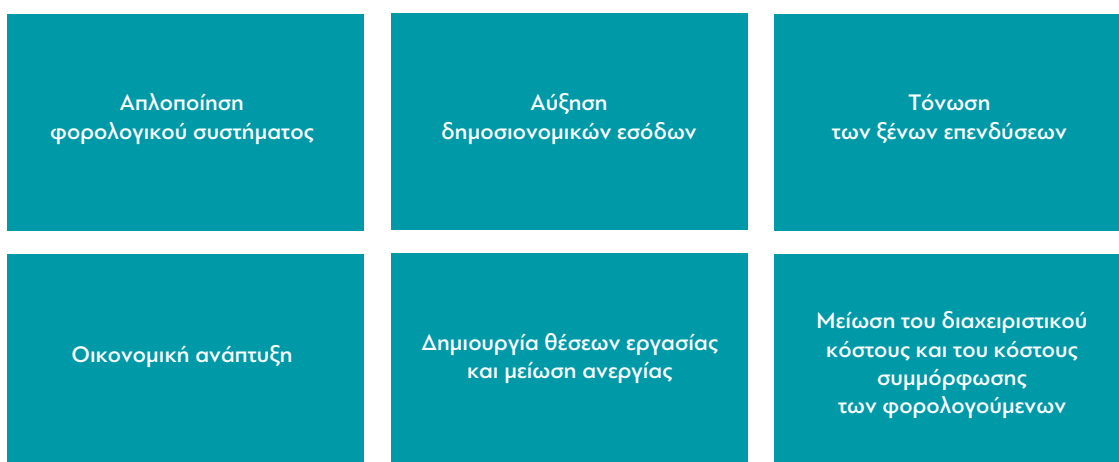 Απλοποίηση
φορολογικού συστήματος
Αύξηση
δημοσιονομικών εσόδων
Τόνωση
των ξένων επενδύσεων
Οικονομική ανάπτυξη
Δημιουργία θέσεων εργασίας
και μείωση ανεργίας
Μείωση του διαχειριστικού
κόστους και του κόστους
συμμόρφωσης
των φορολογούμενων